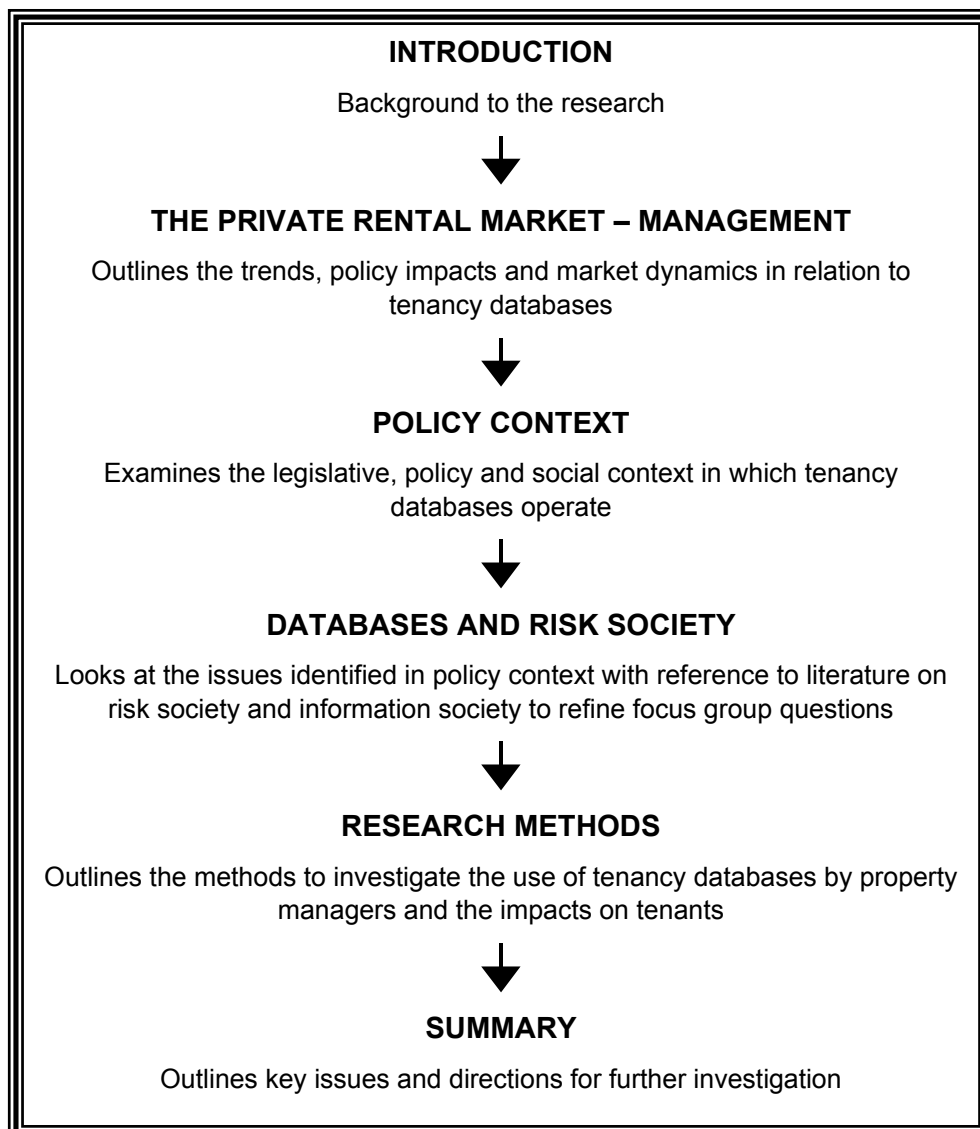 INTRODUCTION
Background to the research
THE PRIVATE RENTAL MARKET – MANAGEMENT
Outlines the trends, policy impacts and market dynamics in relation to
tenancy databases
POLICY CONTEXT
Examines the legislative, policy and social context in which tenancy
databases operate
DATABASES AND RISK SOCIETY
Looks at the issues identified in policy context with reference to literature on
risk society and information society to refine focus group questions
RESEARCH METHODS
Outlines the methods to investigate the use of tenancy databases by property
managers and the impacts on tenants
SUMMARY
Outlines key issues and directions for further investigation